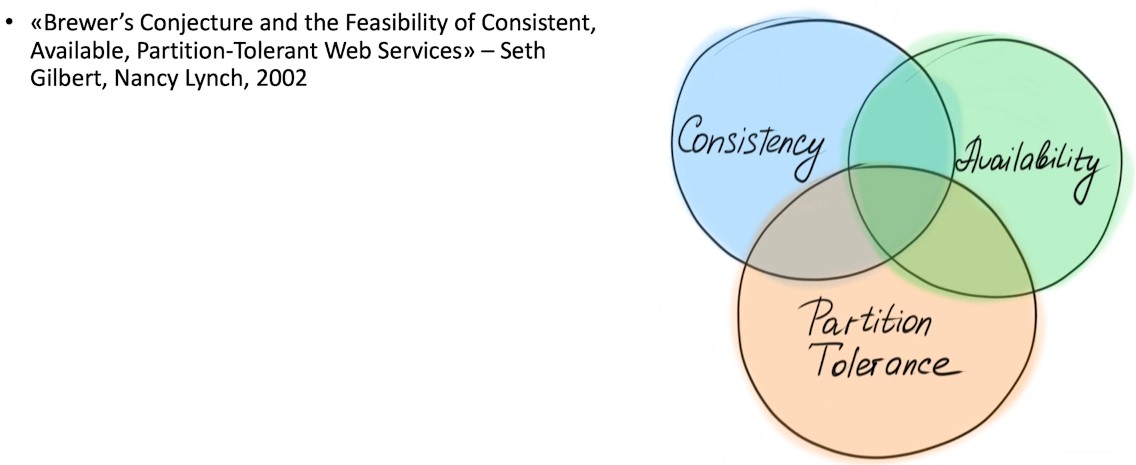 • «Brewer’s Conjecture and the Feasibility of Consistent,
Available, Partition-Tolerant Web Services» – Seth
Gilbert, Nancy Lynch, 2002
Consistency
Availability
Partition
Tolerance